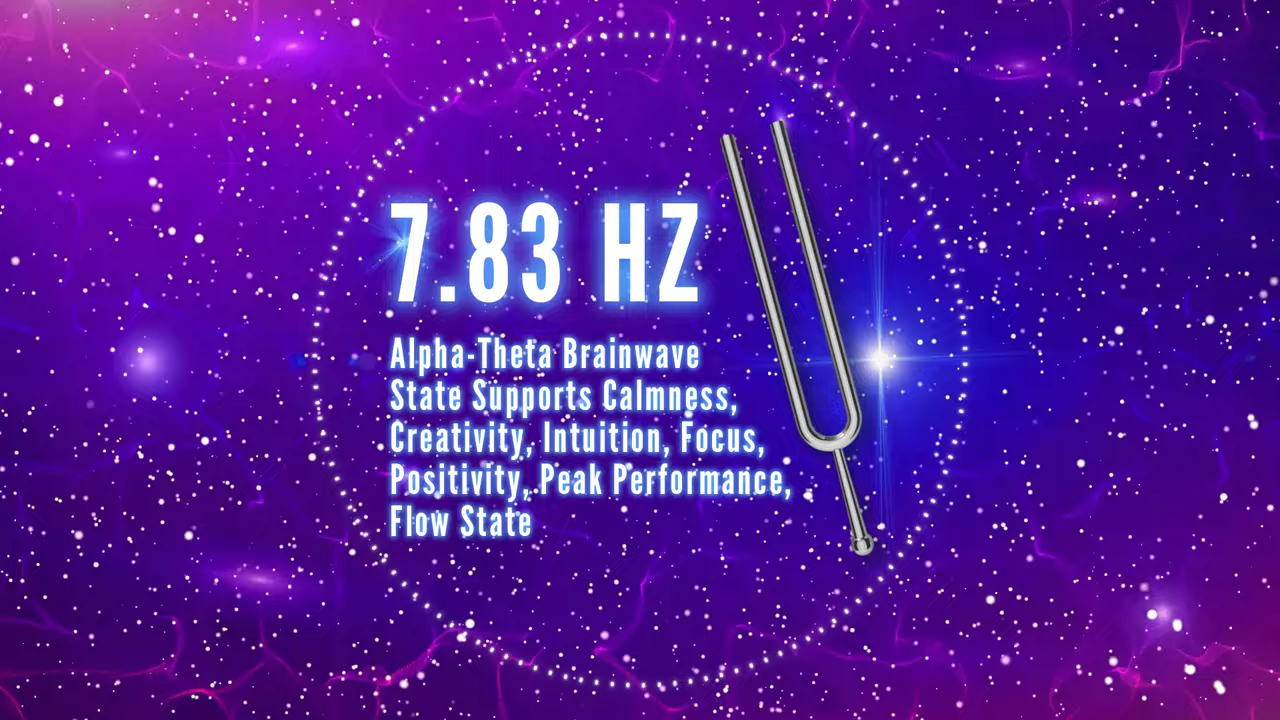 7.83 HZ
Alpha-Theta Brainwave
State Supports Calmness,
Creativity, Intuition, Focus,
Positivity, Peak Performance,
Flow State